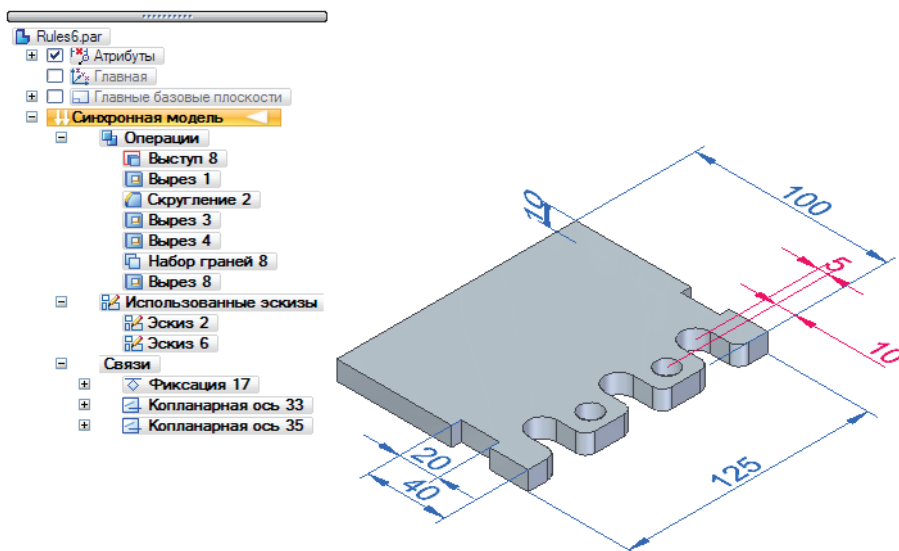 Rules6.par
Атрибуты
Главная
Главные базовые плоскости
Синхронная модель
Операции
Выступ 8
Вырез 1
Скругление 2
Вырез 3
Вырез 4
Набор граней 8
Вырез 8
Использованные эскизы
Эскиз 2
Эскиз 6
Связи
Фиксация 17
Копланарная ось 33
Копланарная ось 35
10
100
5
10
20
40
125